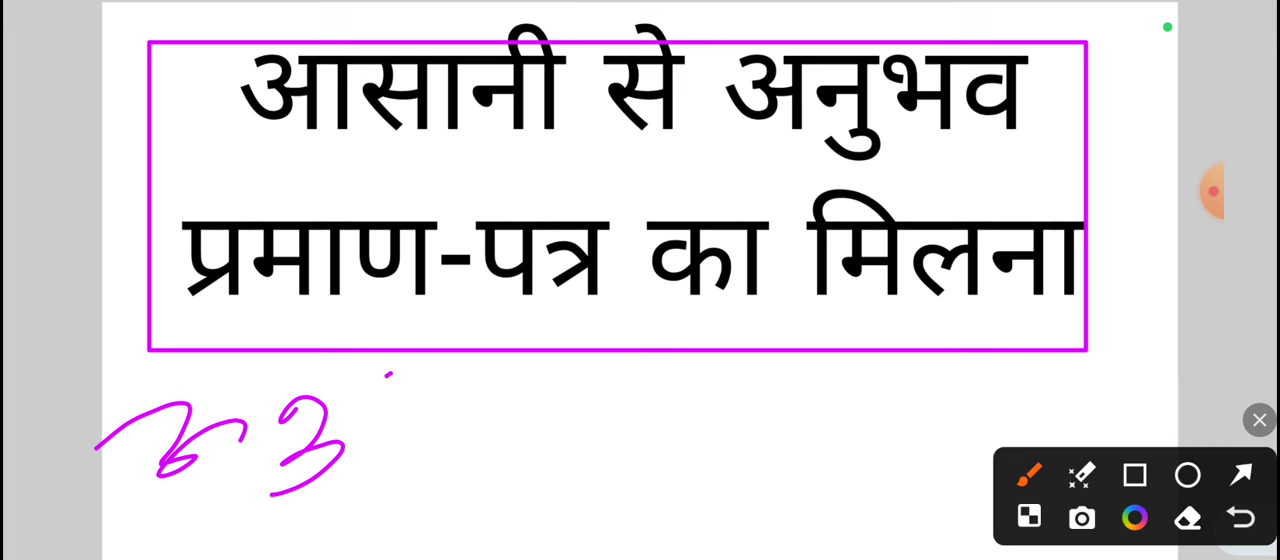 आसानी से अनुभव
प्रमाण-पत्र का मिलना